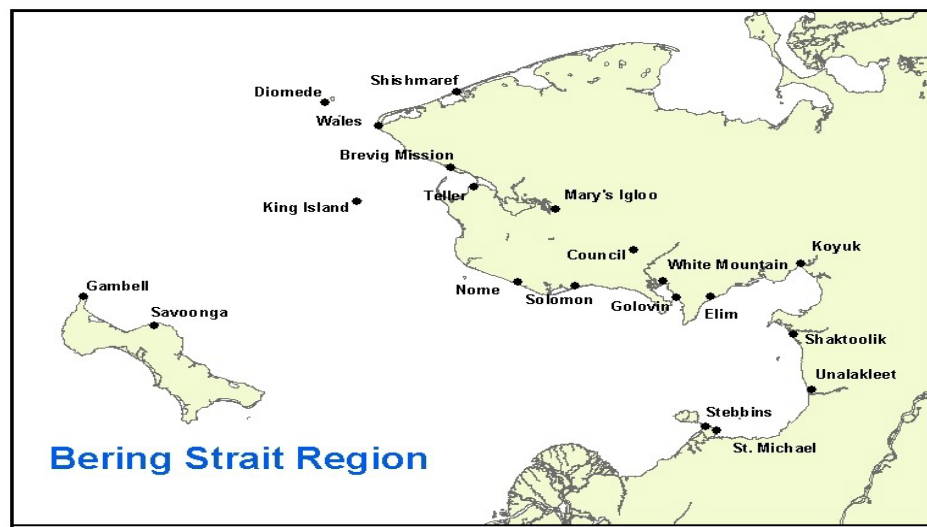 Shishmaref
Diomede
Wales
Brevig Mission
Teller
Mary's Igloo
King Island
Council
Koyuk
White Mountain
Gambell
Nome
Solomon
Golovin
Elim
Savoonga
Shaktoolik
Unalakleet
Stebbins
St. Michael
Bering Strait Region